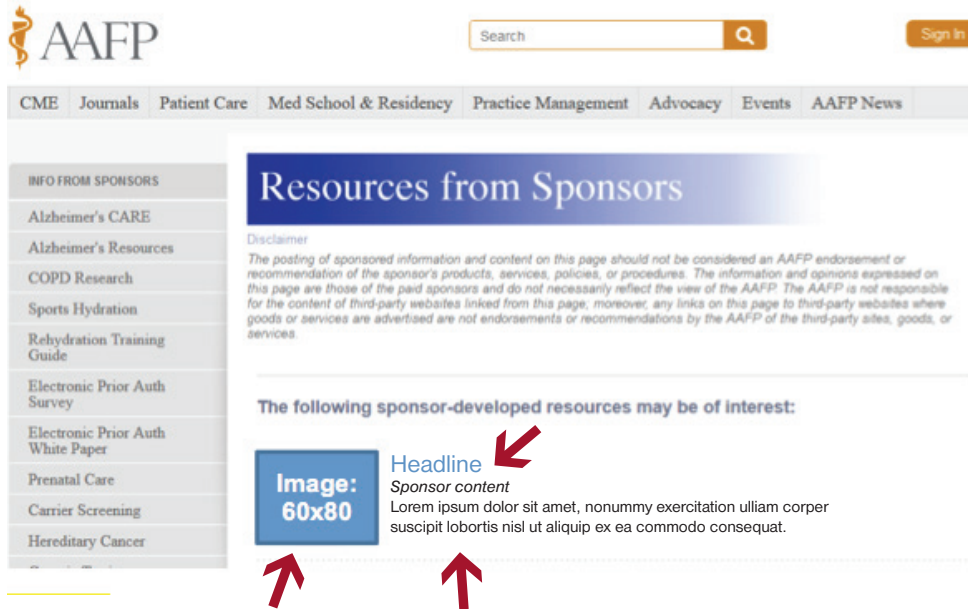 AAFP
Search
Sign In
CME Journals Patient Care Med School & Residency Practice Management Advocacy Events AAFP News
INFO FROM SPONSORS
Alzheimer's CARE
Alzheimer's Resources
COPD Research
Sports Hydration
Rehydration Training
Guide
Electronic Prior Auth
Survey
Electronic Prior Auth
White Paper
Prenatal Care
Carrier Screening
Hereditary Cancer
Resources from Sponsors
Disclaimer
The posting of sponsored information and content on this page should not be considered an AAFP endorsement or
recommendation of the sponsor's products, services, policies, or procedures. The information and opinions expressed on
this page are those of the paid sponsors and do not necessarily reflect the view of the AAFP. The AAFP is not responsible
for the content of third-party websites linked from this page; moreover, any links on this page to third-party websites where
goods or services are advertised are not endorsements or recommendations by the AAFP of the third-party sites, goods, or
services.
The following sponsor-developed resources may be of interest:
Image:
60x80
Headline
Sponsor content
Lorem ipsum dolor sit amet, nonummy exercitation ulliam corper
suscipit lobortis nisl ut aliquip ex ea commodo consequat.